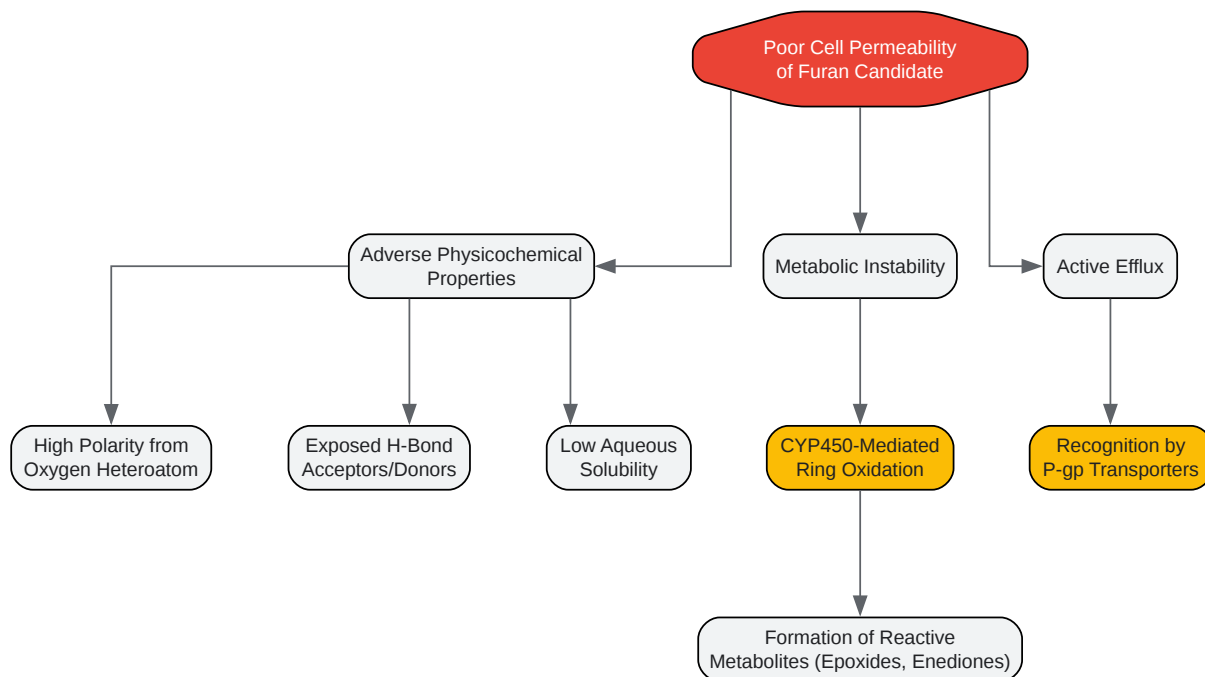 Poor Cell Permeability
of Furan Candidate
Adverse Physicochemical
Properties
Metabolic Instability
Active Efflux
High Polarity from
Oxygen Heteroatom
Exposed H-Bond
Acceptors/Donors
Low Aqueous
Solubility
CYP450-Mediated
Ring Oxidation
Recognition by
P-gp Transporters
Formation of Reactive
Metabolites (Epoxides, Enediones)